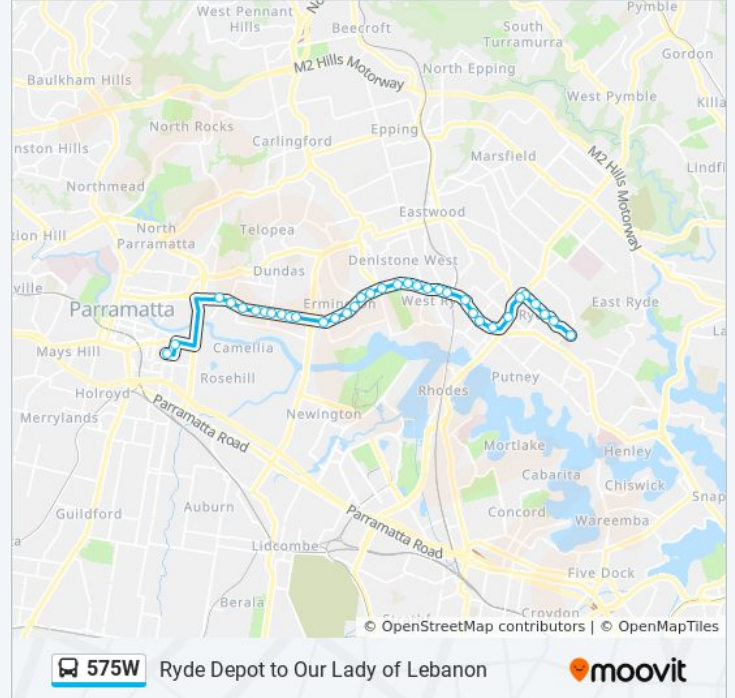 Pymble
West Pennant
Hills
Beecroft
South
Turramurra
Gordon
M2 Hills Motorway
North Epping
Baulkham Hills
West Pymble
Killa
North Rocks
Epping
Carlingford
nston Hills
Marsfield
M2 Hills Motorway
Lindfi
Northmead
Eastwood
North
Parramatta
Telopea
tion Hill
Denistone West
Dundas
ville
Parramatta
Ermington
West Ry
Ryd
East Ryde
La
Mays Hill
Camellia
Rosehill
Rhodes
Putney
Holroyd
Parramatta Road
Newington
Merrylands
Mortlake
Henley
Cabarita
Chiswick
Snap
Guildford
Auburn
Concord
Wareemba
Parramatta Road
a
Lidcombe
Five Dock
Berala
Croydon
© OpenStreetMap contributors | © OpenMapTiles
575W
Ryde Depot to Our Lady of Lebanon
moovit